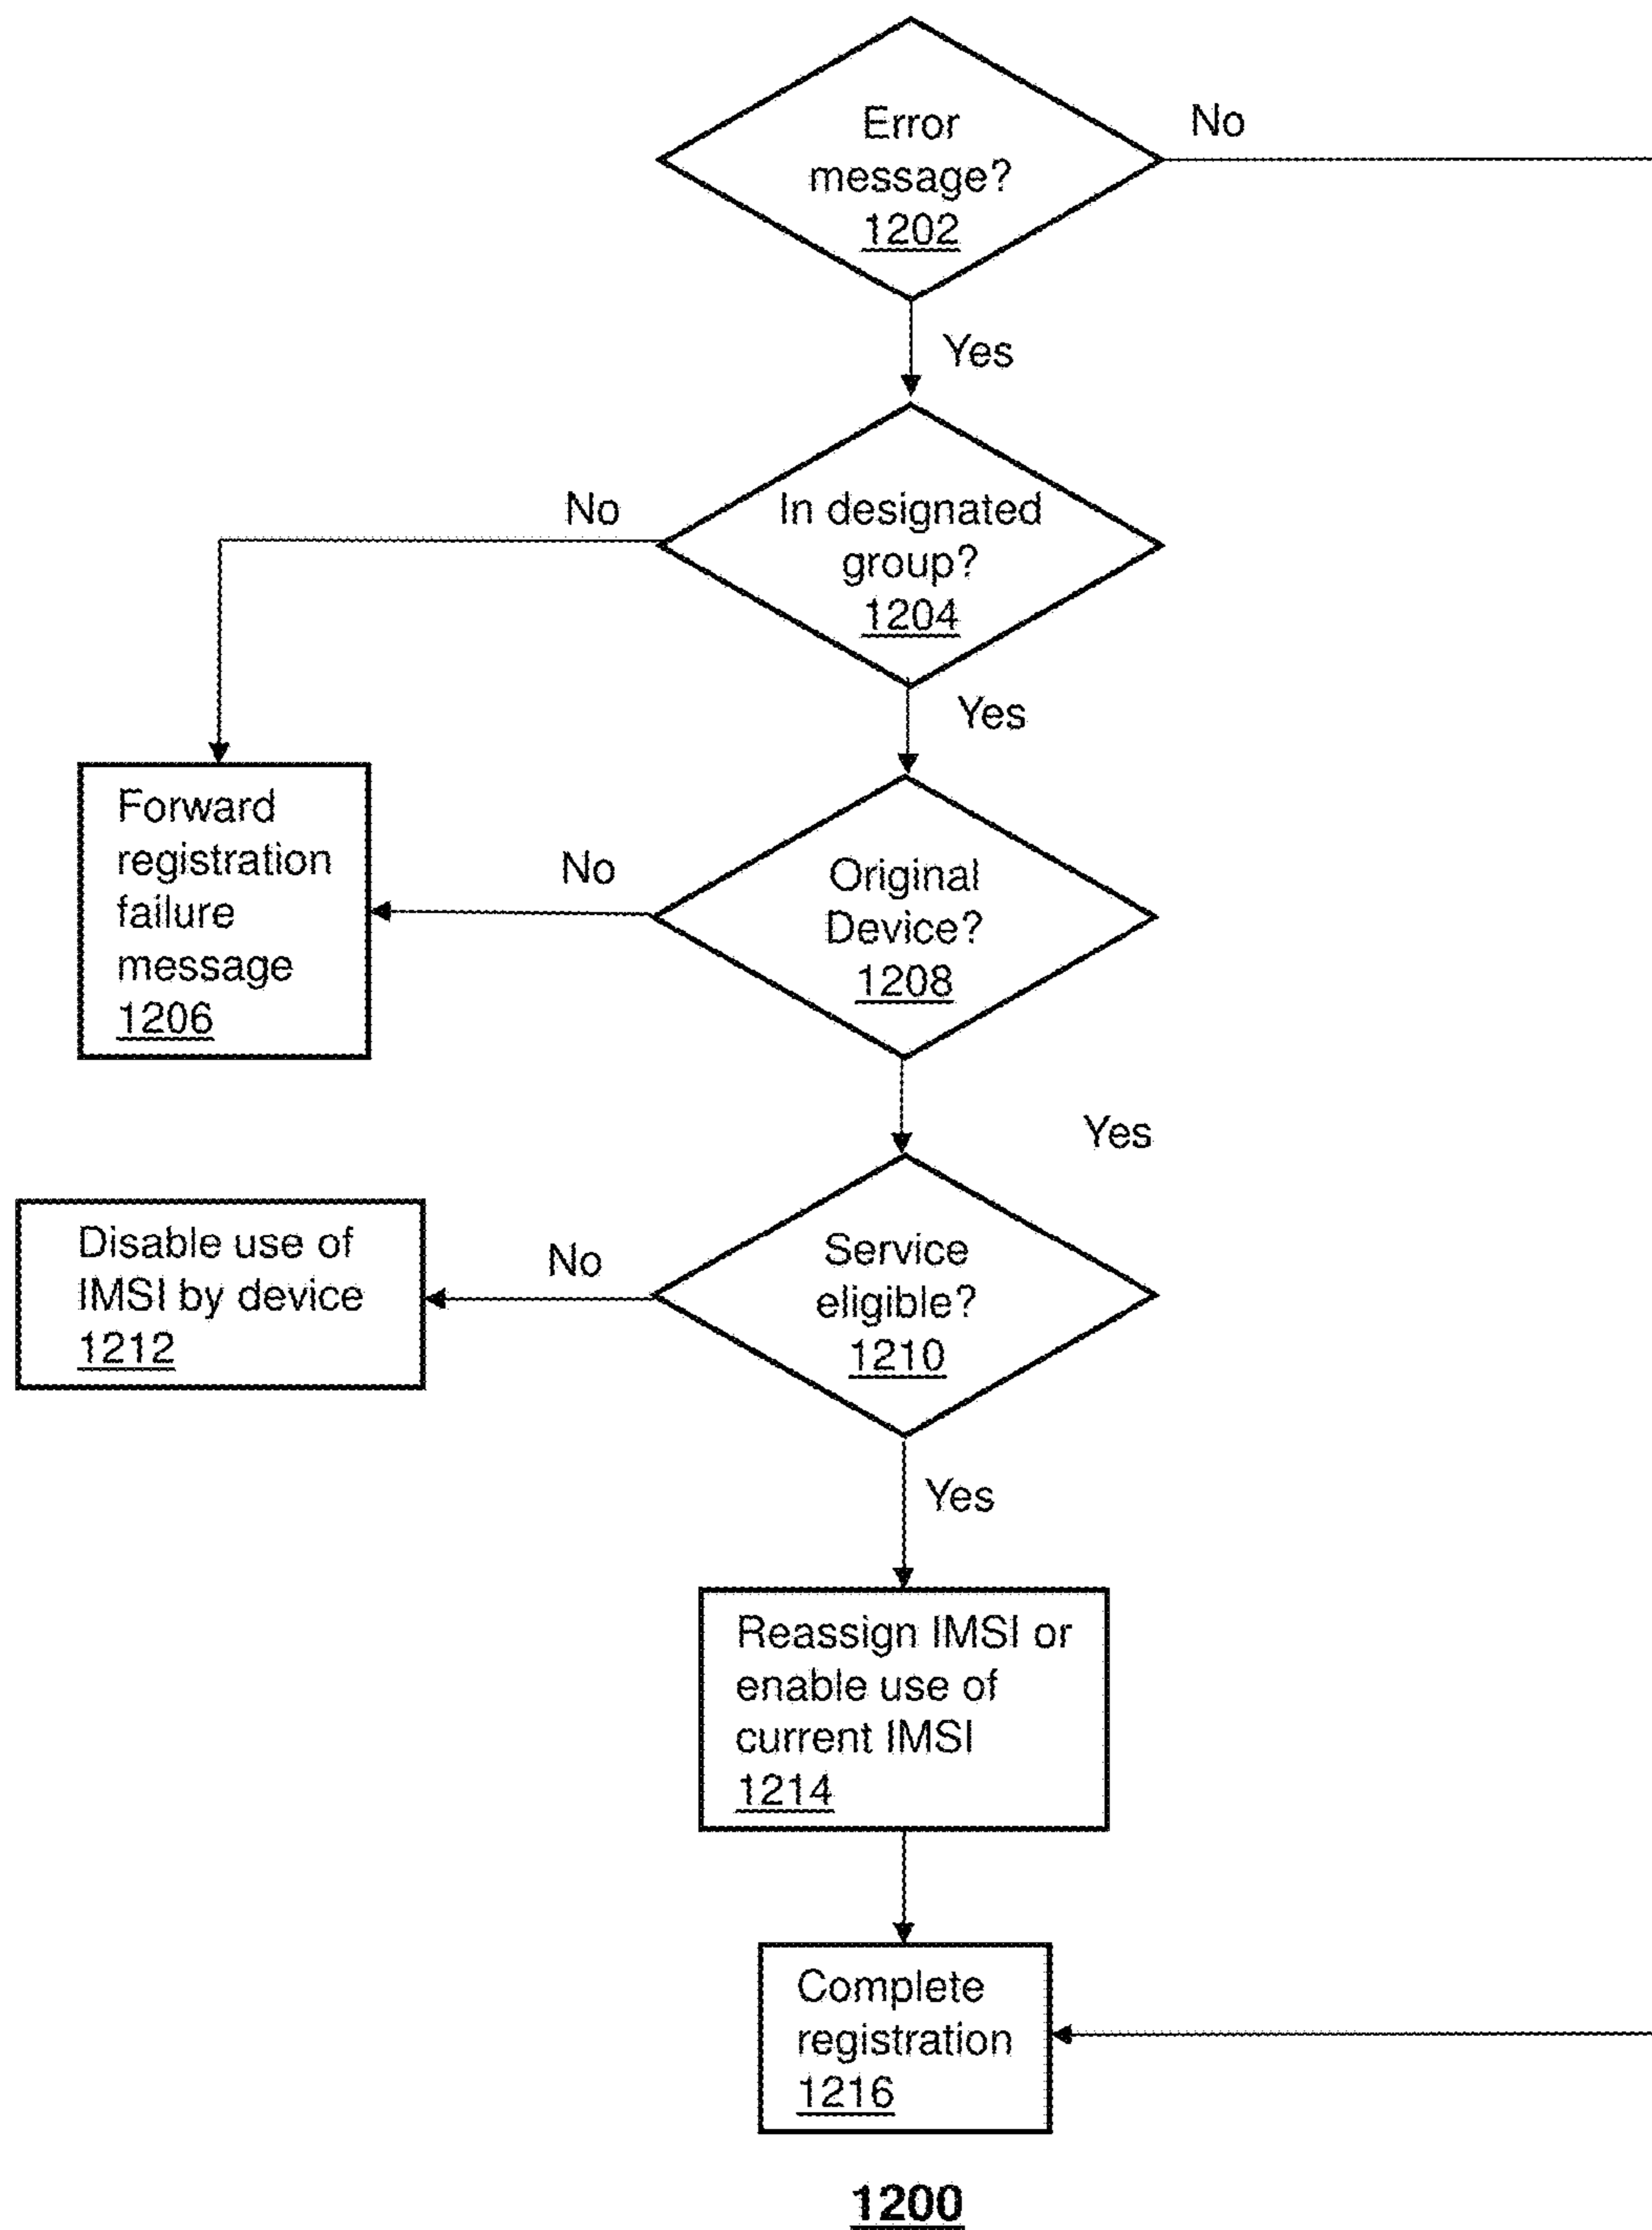 Error
message?
1202
No
Yes
In designated
group?
1204
No
Yes
Forward
registration
failure
message
1206
No
Original
Device?
1208
Yes
Disable use of
IMSI by device
1212
No
Service
eligible?
1210
Yes
Reassign IMSI or
enable use of
current IMSI
1214
Complete
registration
1216
1200